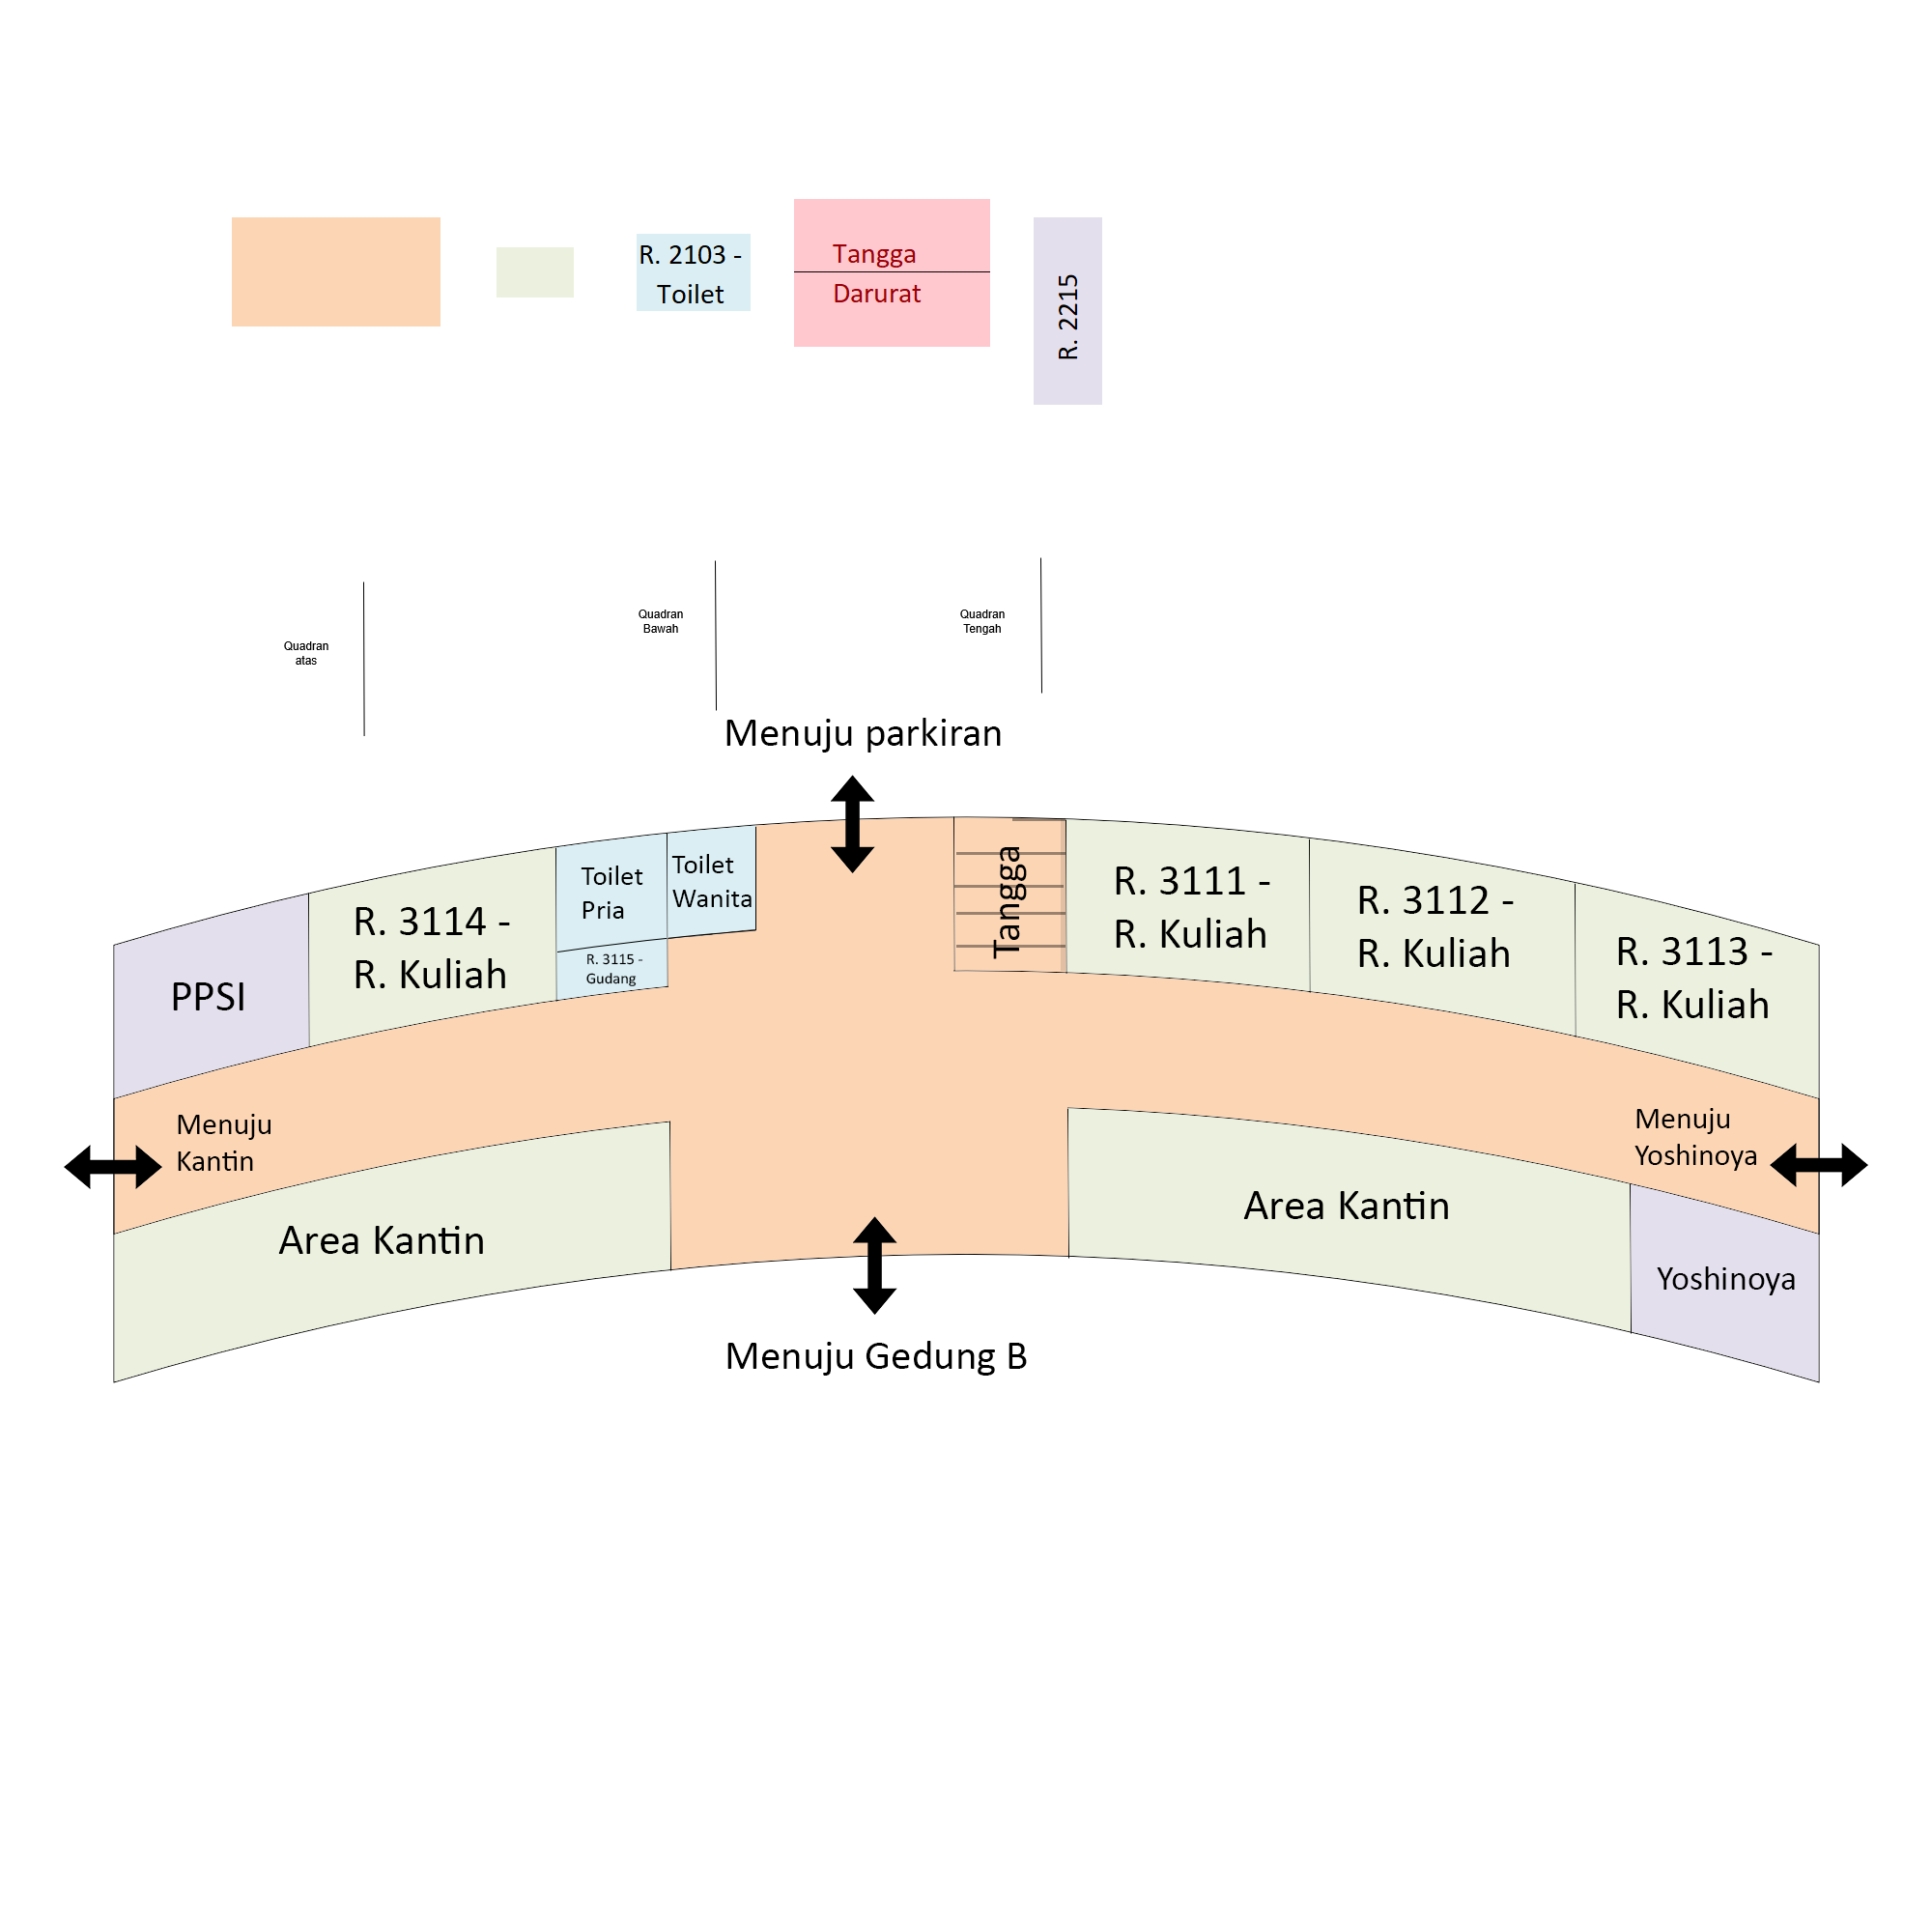 R. 2103 -
Toilet
Tangga
Darurat
R. 2215
Quadran
atas
Quadran
Bawah
Quadran
Tengah
Menuju parkiran
PPSI
R. 3114 -
R. Kuliah
Toilet
Pria
Toilet
Wanita
R. 3115 -
Gudang
Tangga
R. 3111 -
R. Kuliah
R. 3112 -
R. Kuliah
R. 3113 -
R. Kuliah
Menuju
Kantin
Menuju
Yoshinoya
Area Kantin
Area Kantin
Yoshinoya
Menuju Gedung B